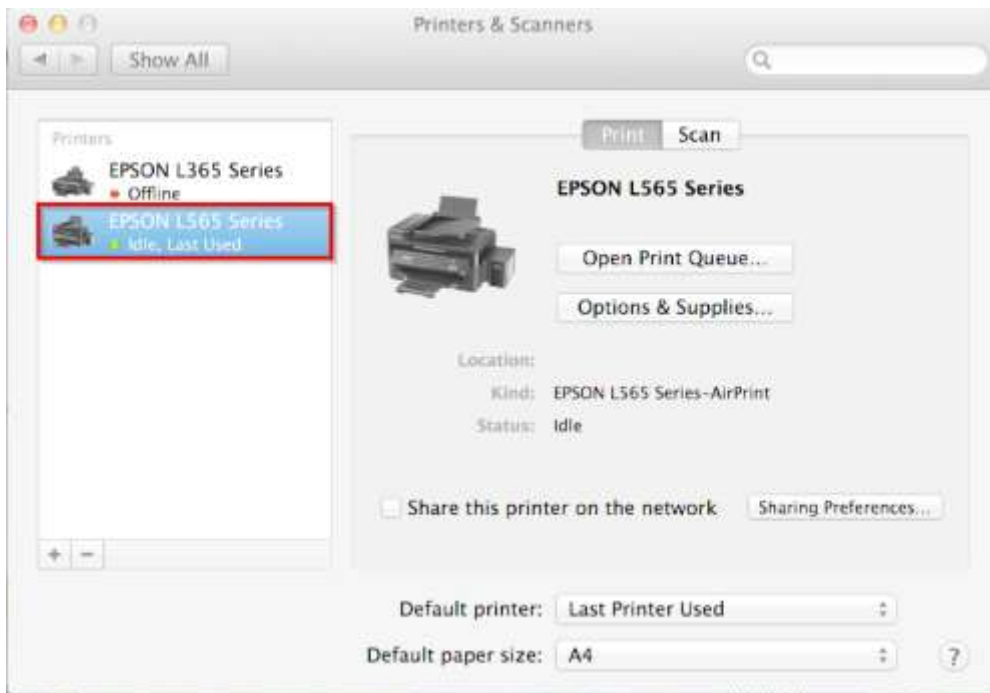 Printers & Scanners
Show All
Printers
EPSON L365 Series
Offline
EPSON L565 Series
Idle, Last Used
Print Scan
EPSON L565 Series
Open Print Queue...
Options & Supplies...
Location:
Kind: EPSON L565 Series-AirPrint
Status: Idle
Share this printer on the network Sharing Preferences...
+ −
Default printer: Last Printer Used
Default paper size: A4 ?